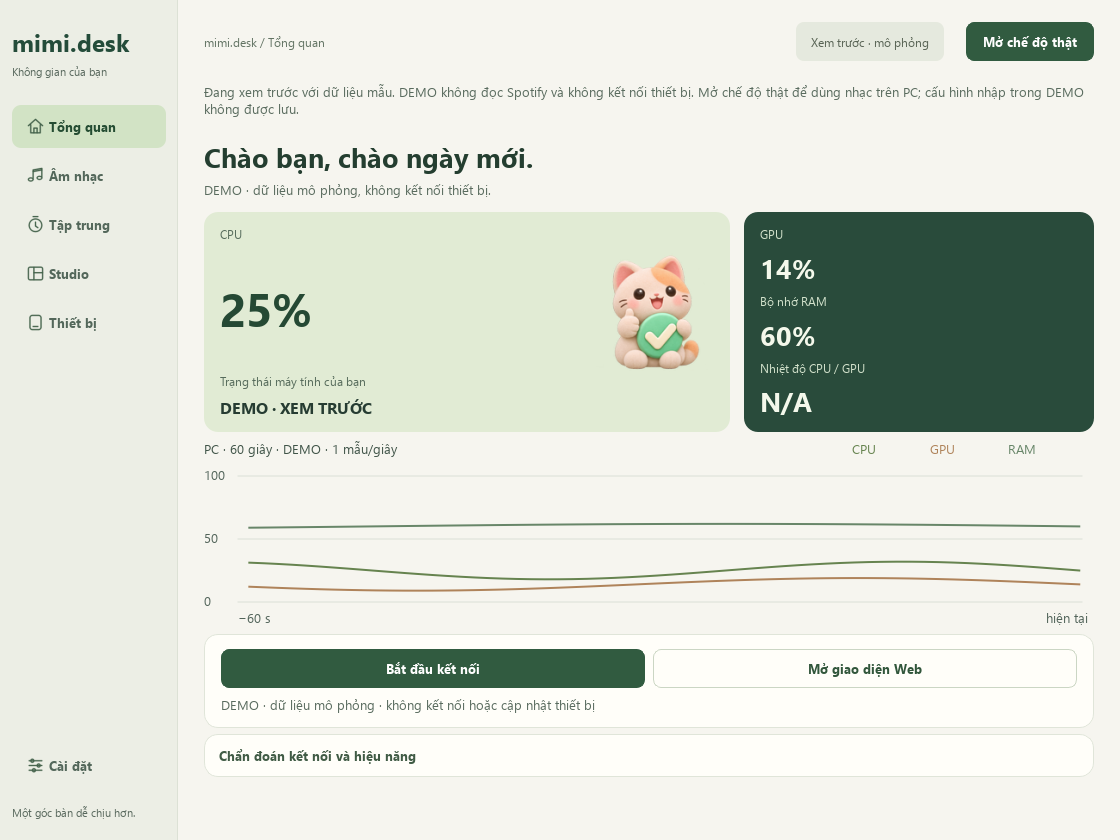 mimi.desk
Không gian của bạn
Tổng quan
Âm nhạc
Tập trung
Studio
Thiết bị
Cài đặt
Một góc bàn dễ chịu hơn.
mimi.desk / Tổng quan
Xem trước · mô phỏng
Mở chế độ thật
Đang xem trước với dữ liệu mẫu. DEMO không đọc Spotify và không kết nối thiết bị. Mở chế độ thật để dùng nhạc trên PC; cấu hình nhập trong DEMO
không được lưu.
Chào bạn, chào ngày mới.
DEMO · dữ liệu mô phỏng, không kết nối thiết bị.
CPU
25%
Trạng thái máy tính của bạn
DEMO · XEM TRƯỚC
GPU
14%
Bộ nhớ RAM
60%
Nhiệt độ CPU / GPU
N/A
PC · 60 giây · DEMO · 1 mẫu/giây
CPU
GPU
RAM
100
50
0
−60 s
hiện tại
Bắt đầu kết nối
Mở giao diện Web
DEMO · dữ liệu mô phỏng · không kết nối hoặc cập nhật thiết bị
Chẩn đoán kết nối và hiệu năng